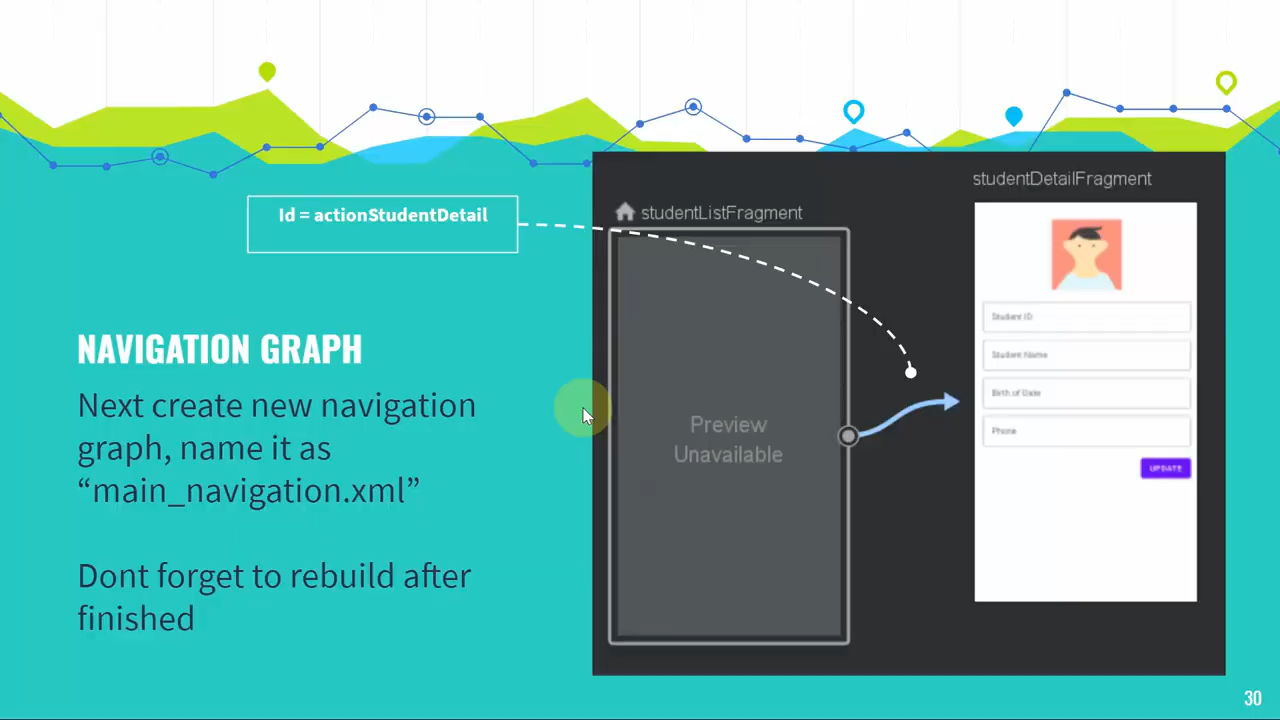 studentDetailFragment
Id = actionStudentDetail
studentListFragment
Student ID
NAVIGATION GRAPH
Student Name
Next create new navigation
graph, name it as
“main_navigation.xml”
Birth of Date
Preview
Unavailable
Phone
UPDATE
Dont forget to rebuild after
finished
30